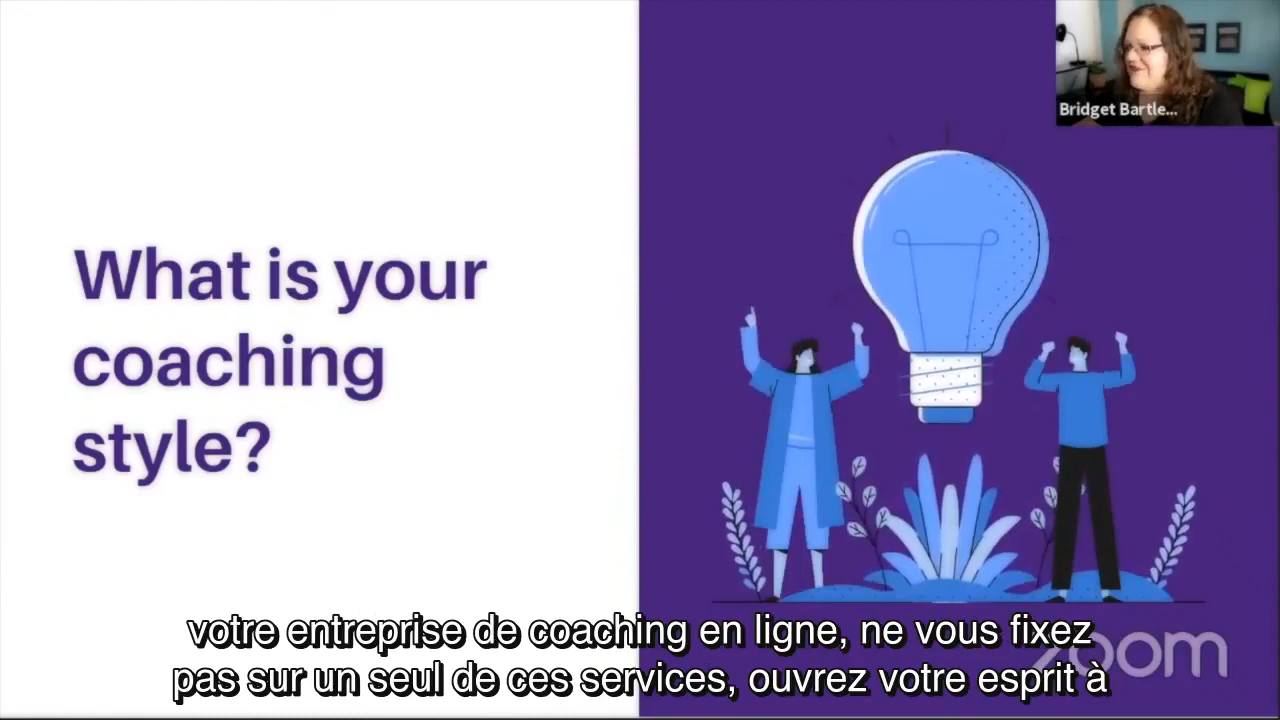 Bridget Bartle...
What is your
coaching
style?
votre entreprise de coaching en ligne, ne vous fixez
pas sur un seul de ces services, ouvrez votre esprit à
zoom